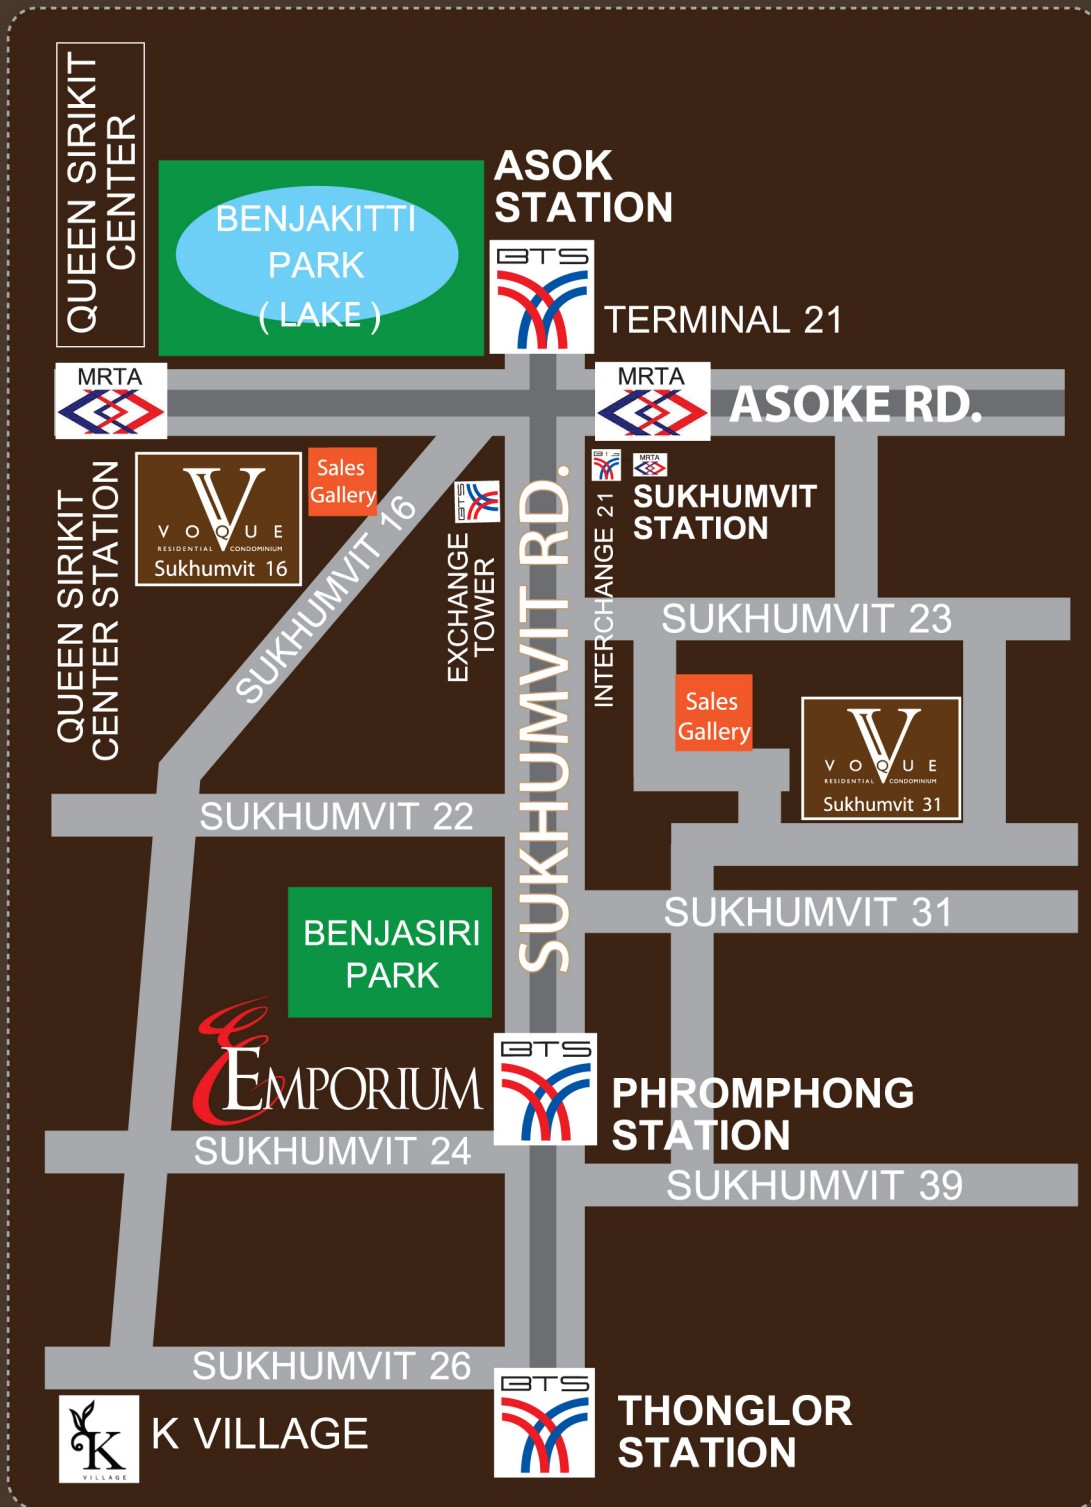 QUEEN SIRIKIT
CENTER
BENJAKITTI
PARK
( LAKE )
ASOK
STATION
BTS
TERMINAL 21
MRTA
MRTA
ASOKE RD.
QUEEN SIRIKIT
CENTER STATION
V
VOQUE
RESIDENTIAL CONDOMINIUM
Sukhumvit 16
Sales
Gallery
SUKHUMVIT 16
BTS
EXCHANGE
TOWER
SUKHUMVIT RD.
BTS
MRTA
INTERCHANGE 21
SUKHUMVIT
STATION
SUKHUMVIT 23
Sales
Gallery
V
VOQUE
RESIDENTIAL CONDOMINIUM
Sukhumvit 31
SUKHUMVIT 22
SUKHUMVIT 31
BENJASIRI
PARK
EMPORIUM
BTS
PHROMPHONG
STATION
SUKHUMVIT 24
SUKHUMVIT 39
SUKHUMVIT 26
BTS
THONGLOR
STATION
K
VILLAGE
K VILLAGE